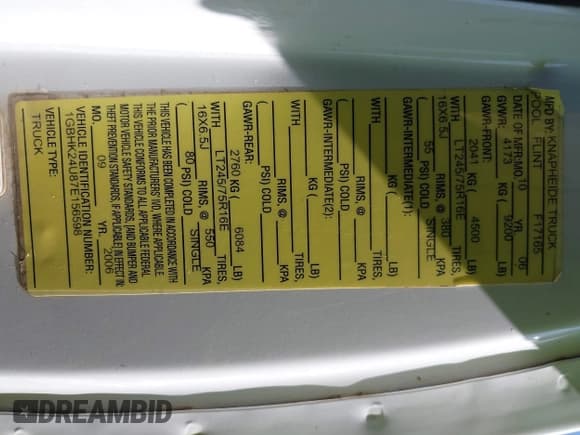 MFD BY: KNAPHEIDE TRUCK
POOL FLINT F17165
DATE OF MFR:MO. 10 YR. 06
GVWR: 4173 KG ( 9200 LB)
GAWR-FRONT: 2041 KG ( 4500 LB)
WITH LT245/75R16E TIRES,
16X6.5J RIMS, @ 380 KPA
( 55 PSI) COLD SINGLE
GAWR-INTERMEDIATE(1):
KG ( LB)
WITH TIRES,
RIMS, @ KPA
( PSI) COLD
GAWR-INTERMEDIATE(2):
KG ( LB)
WITH TIRES,
RIMS, @ KPA
( PSI) COLD
GAWR-REAR: 2760 KG ( 6084 LB)
WITH LT245/75R16E TIRES,
16X6.5J RIMS, @ 550 KPA
( 80 PSI) COLD SINGLE
THIS VEHICLE HAS BEEN COMPLETED IN ACCORDANCE WITH
THE PRIOR MANUFACTURERS' IVD, WHERE APPLICABLE.
THIS VEHICLE CONFORMS TO ALL APPLICABLE FEDERAL
MOTOR VEHICLE SAFETY STANDARDS, [AND BUMPER AND
THEFT PREVENTION STANDARDS, IF APPLICABLE] IN EFFECT IN:
MO. 09 YR. 2006
VEHICLE IDENTIFICATION NUMBER:
1GBHK24U87E156598
VEHICLE TYPE:
TRUCK
DREAMBID